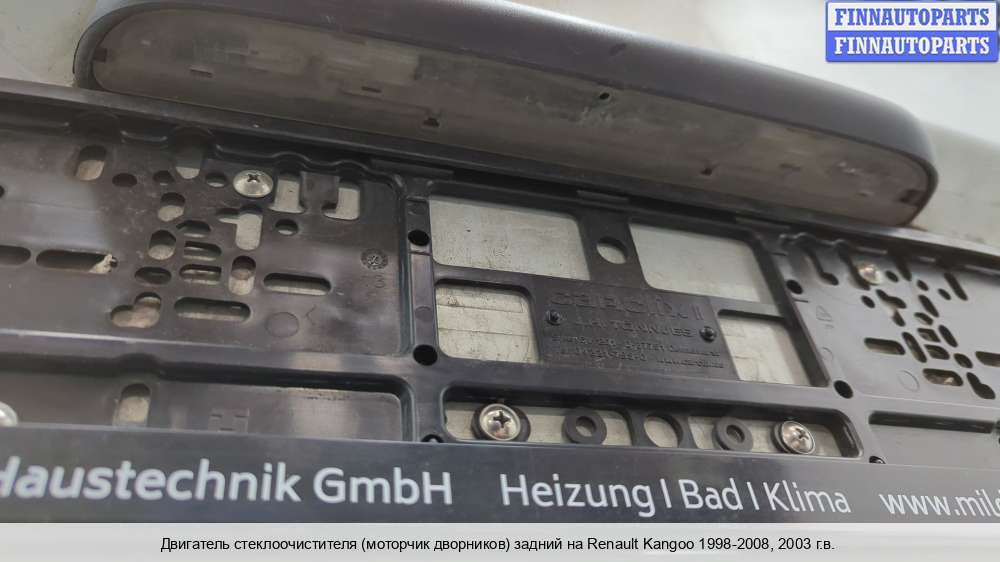 FINNAUTOPARTS
FINNAUTOPARTS
Haustechnik GmbH Heizung | Bad | Klima www.mil
Двигатель стеклоочистителя (моторчик дворников) задний на Renault Kangoo 1998-2008, 2003 г.в.